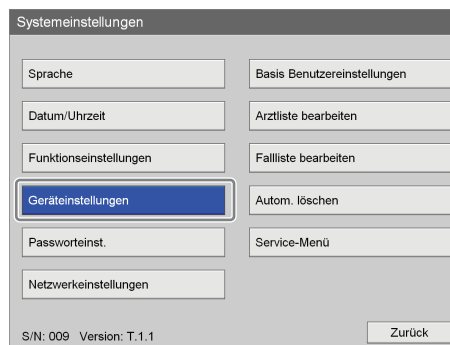 Systemeinstellungen
Sprache
Basis Benutzereinstellungen
Datum/Uhrzeit
Arztliste bearbeiten
Funktionseinstellungen
Fallliste bearbeiten
Geräteinstellungen
Autom. löschen
Passworteinst.
Service-Menü
Netzwerkeinstellungen
S/N: 009 Version: T.1.1
Zurück